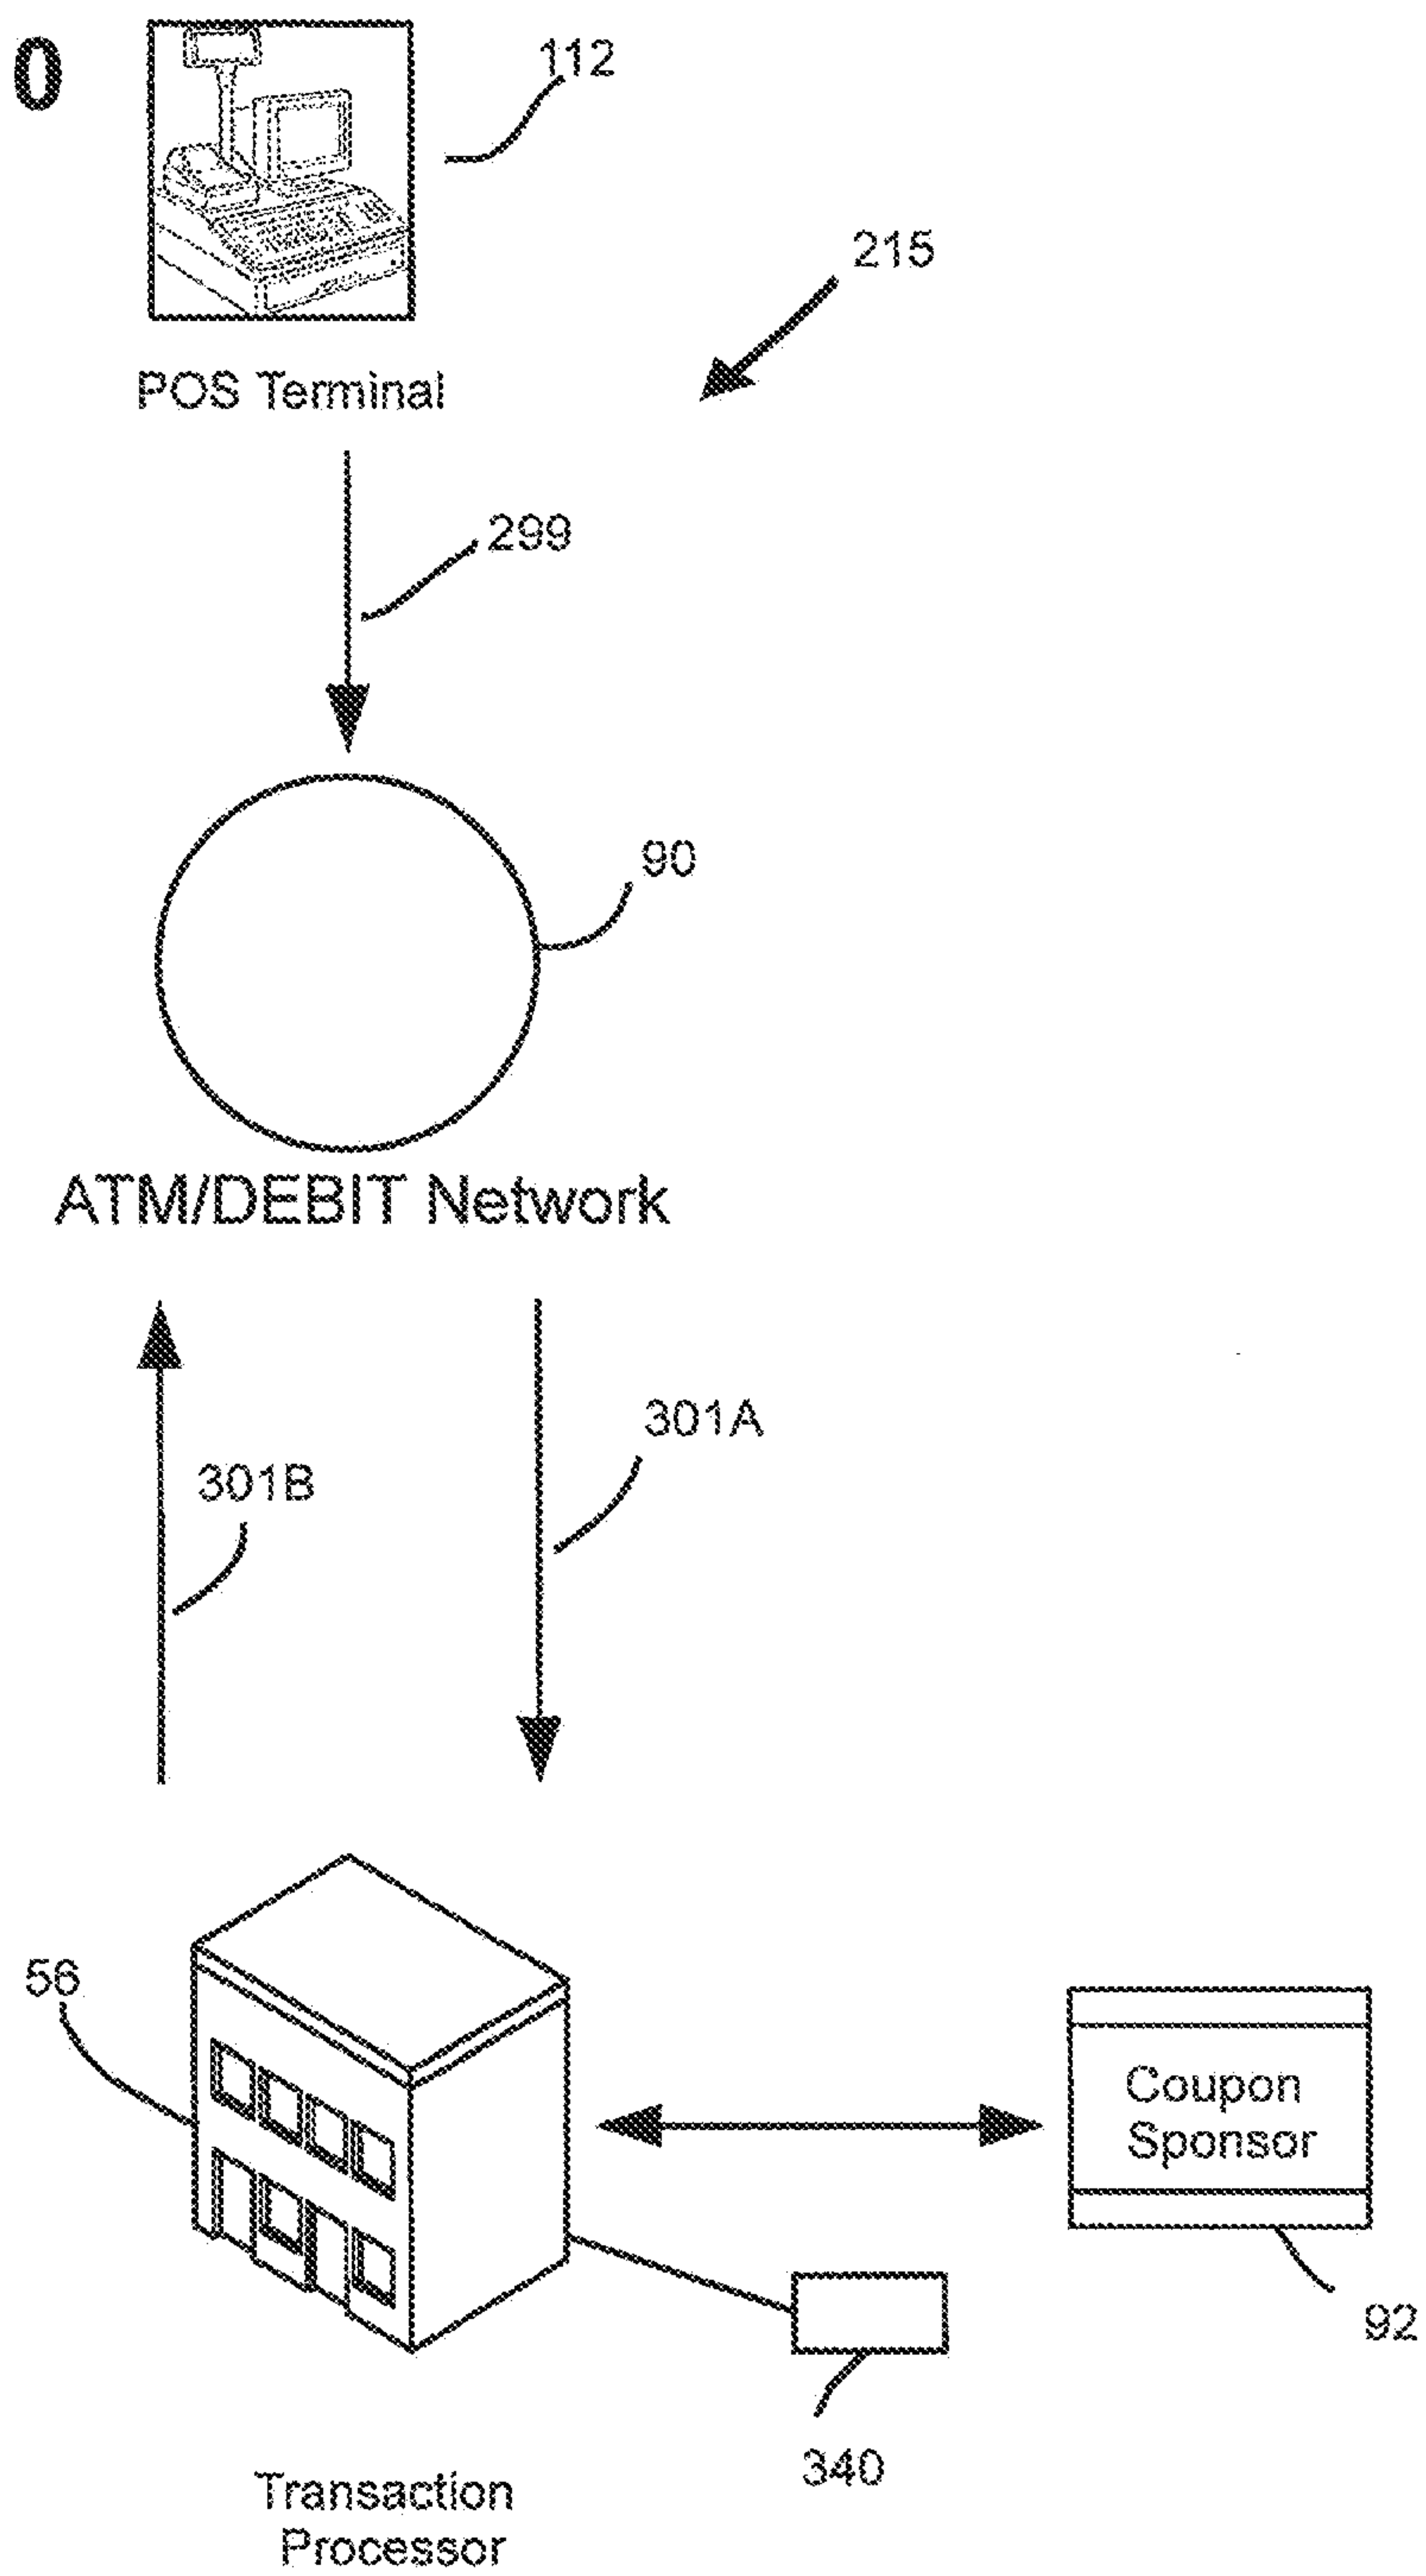 0
112
215
POS Terminal
299
90
ATM/DEBIT Network
301A
301B
56
Coupon
Sponsor
92
340
Transaction
Processor